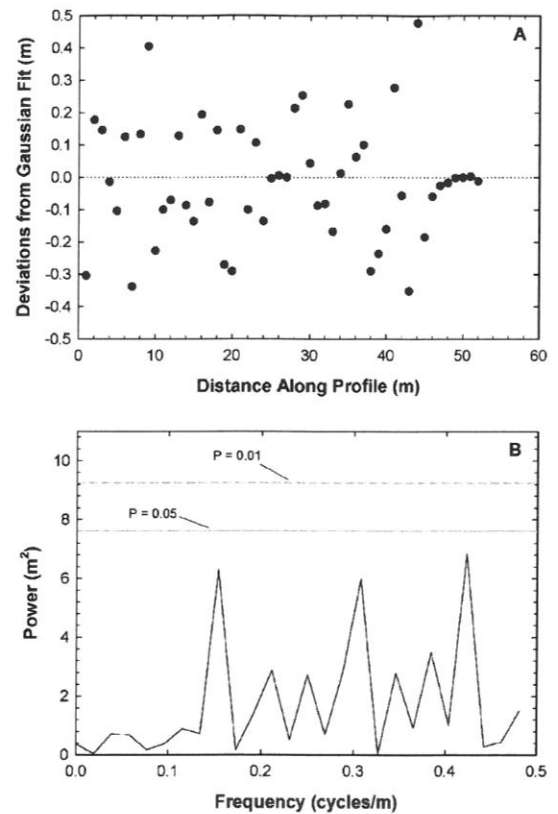 A
Deviations from Gaussian Fit (m)
0.5
0.4
0.3
0.2
0.1
0.0
-0.1
-0.2
-0.3
-0.4
-0.5
0 10 20 30 40 50 60
Distance Along Profile (m)
B
P = 0.01
P = 0.05
Power (m²)
10
8
6
4
2
0
0.0 0.1 0.2 0.3 0.4 0.5
Frequency (cycles/m)